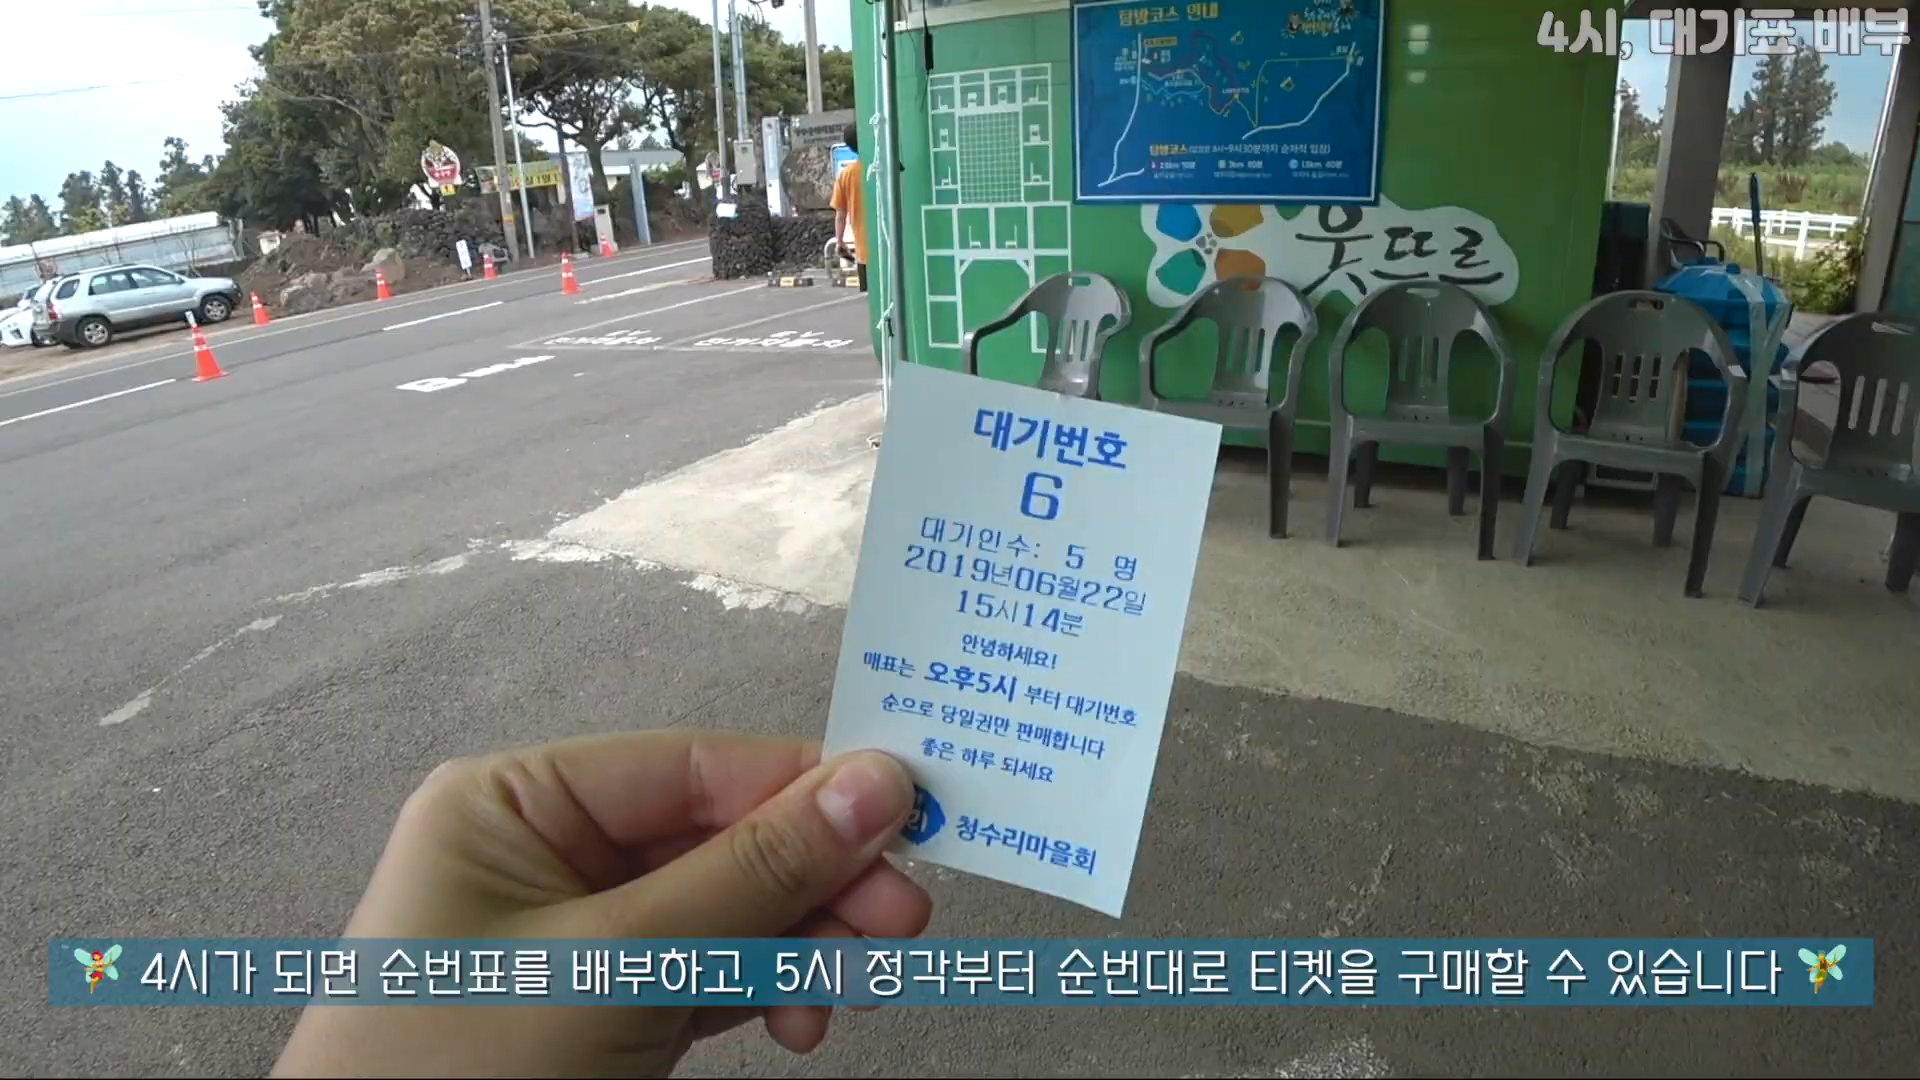 4시, 대기표 배부
탐방코스 안내
탐방코스
웃뜨르
대기번호
6
대기인수: 5 명
2019년06월22일
15시14분
안녕하세요!
매표는 오후5시 부터 대기번호
순으로 당일권만 판매합니다
좋은 하루 되세요
청수리마을회
4시가 되면 순번표를 배부하고, 5시 정각부터 순번대로 티켓을 구매할 수 있습니다